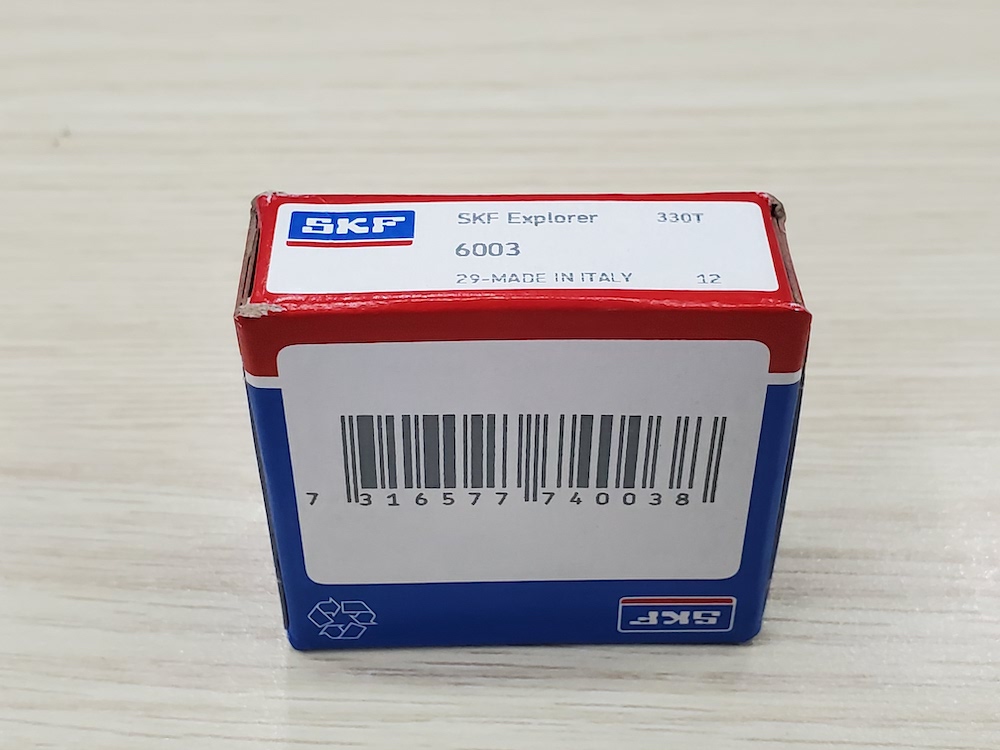 SKF
SKF Explorer 330T
6003
29-MADE IN ITALY 12
7 316577 740038
SKF